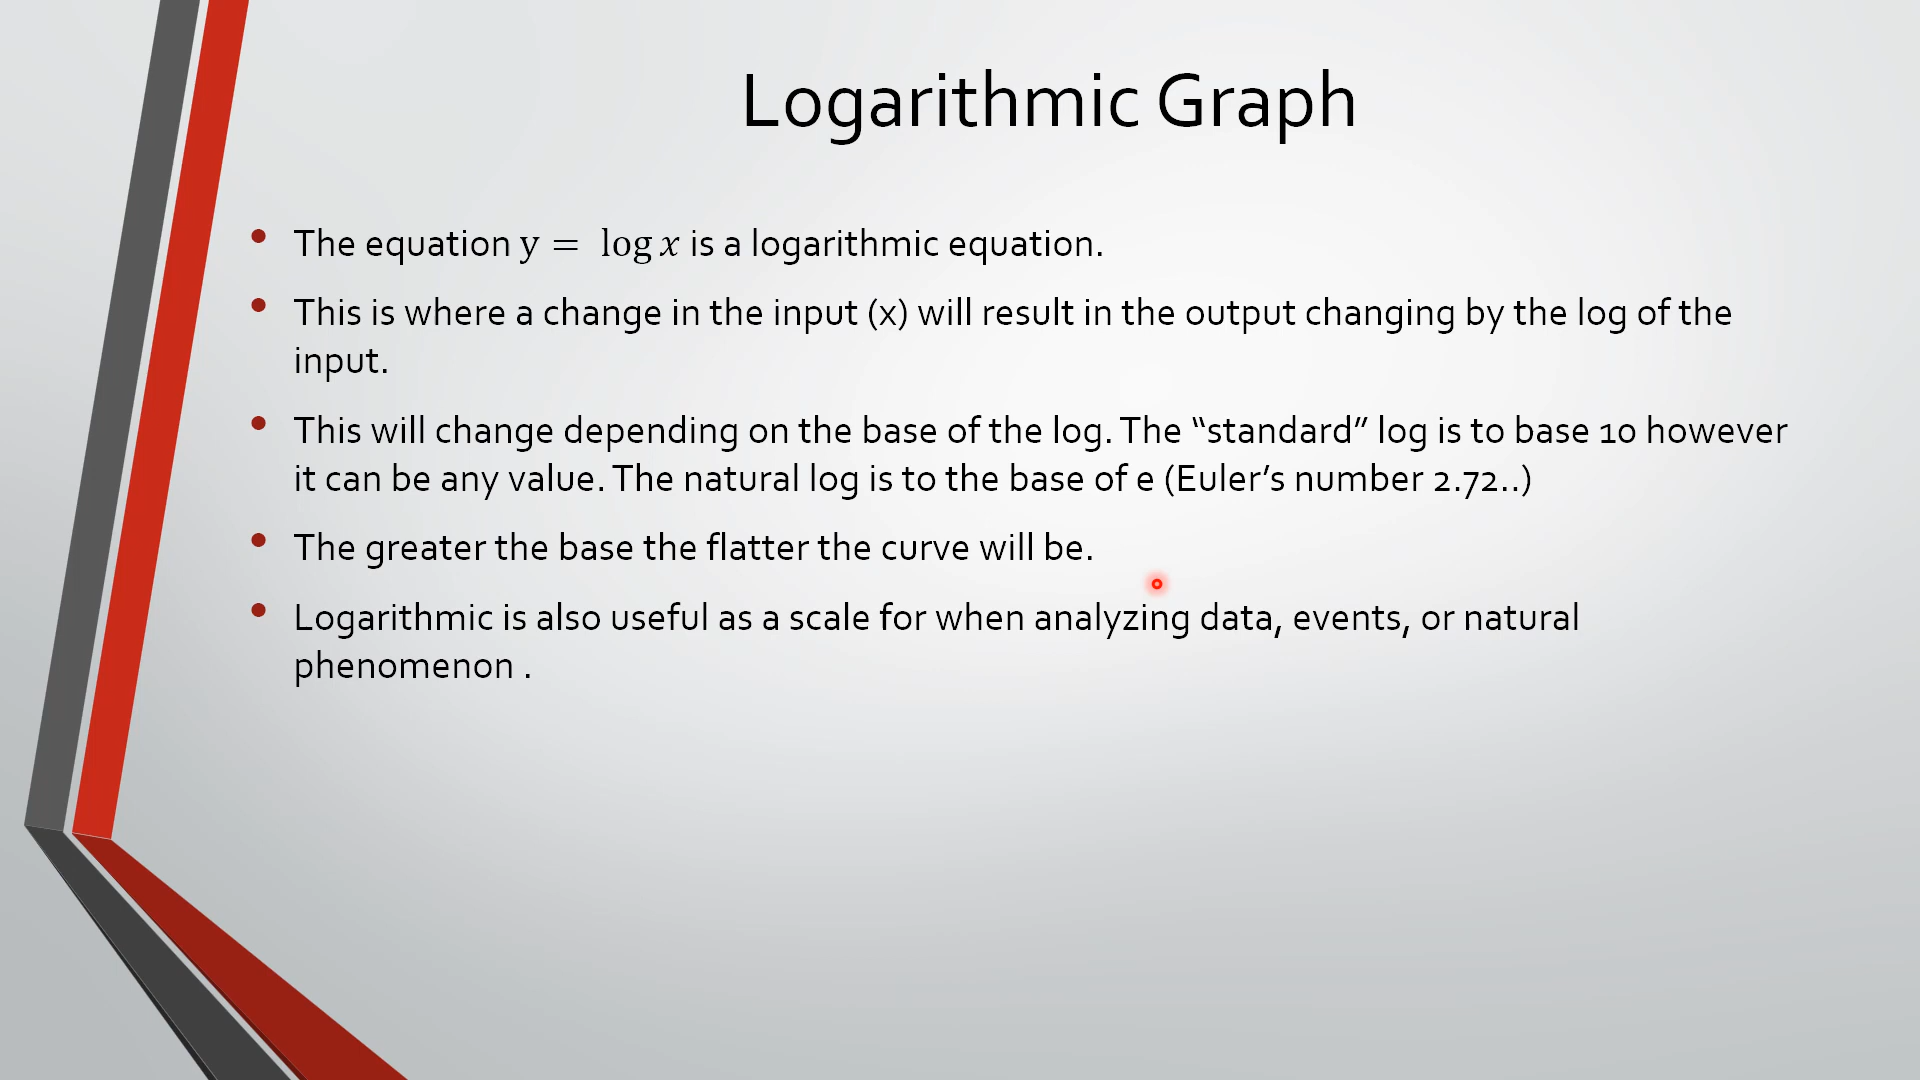 Logarithmic Graph
• The equation y = log x is a logarithmic equation.
• This is where a change in the input (x) will result in the output changing by the log of the
input.
• This will change depending on the base of the log. The “standard” log is to base 10 however
it can be any value. The natural log is to the base of e (Euler’s number 2.72..)
• The greater the base the flatter the curve will be.
• Logarithmic is also useful as a scale for when analyzing data, events, or natural
phenomenon .